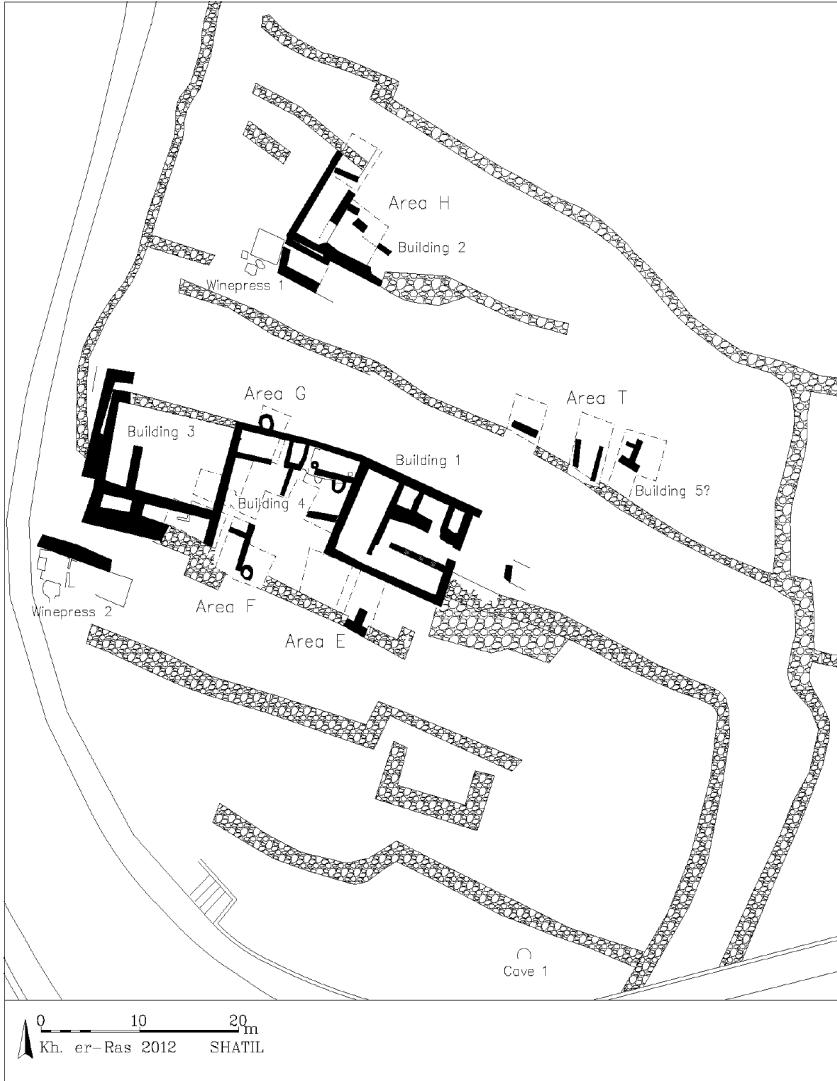 Area H
Building 2
Winepress 1
Area G
Area T
Building 3
Building 1
Building 5?
Building 4
Area F
Winepress 2
Area E
Cave 1
0 10 20 m
Kh. er-Ras 2012 SHATIL